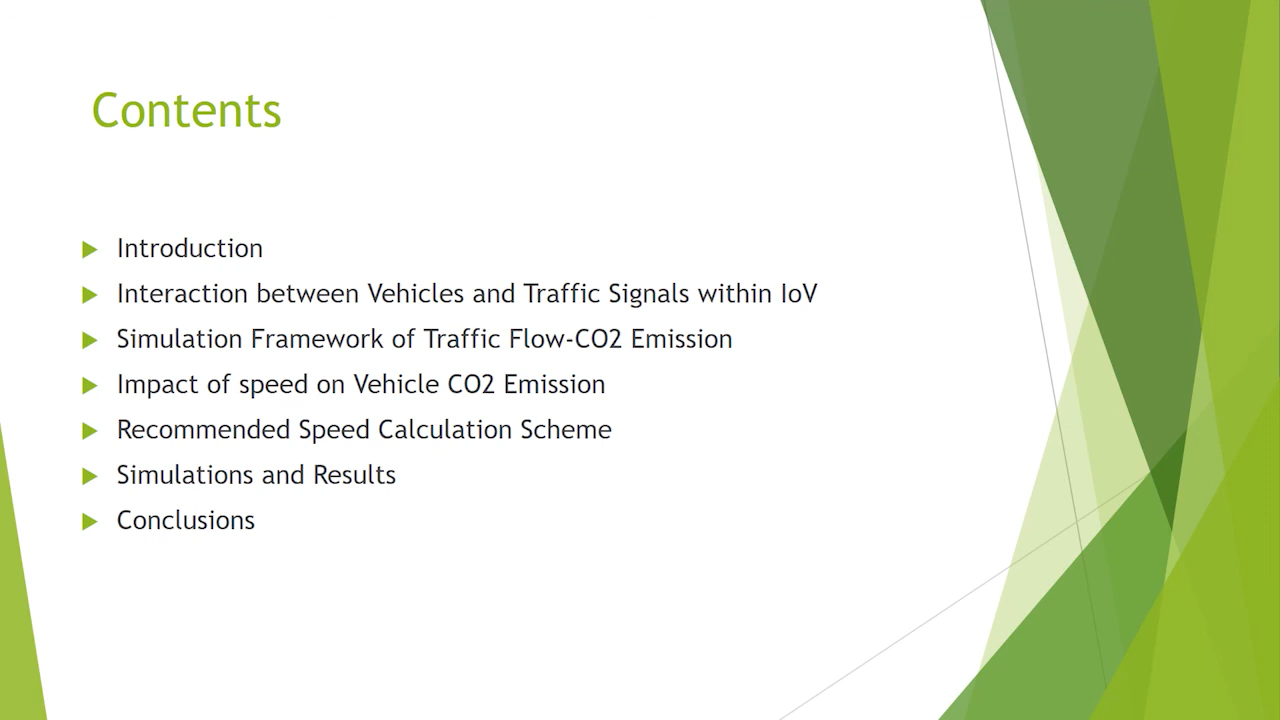 Contents
Introduction
Interaction between Vehicles and Traffic Signals within IoV
Simulation Framework of Traffic Flow-CO2 Emission
Impact of speed on Vehicle CO2 Emission
Recommended Speed Calculation Scheme
Simulations and Results
Conclusions